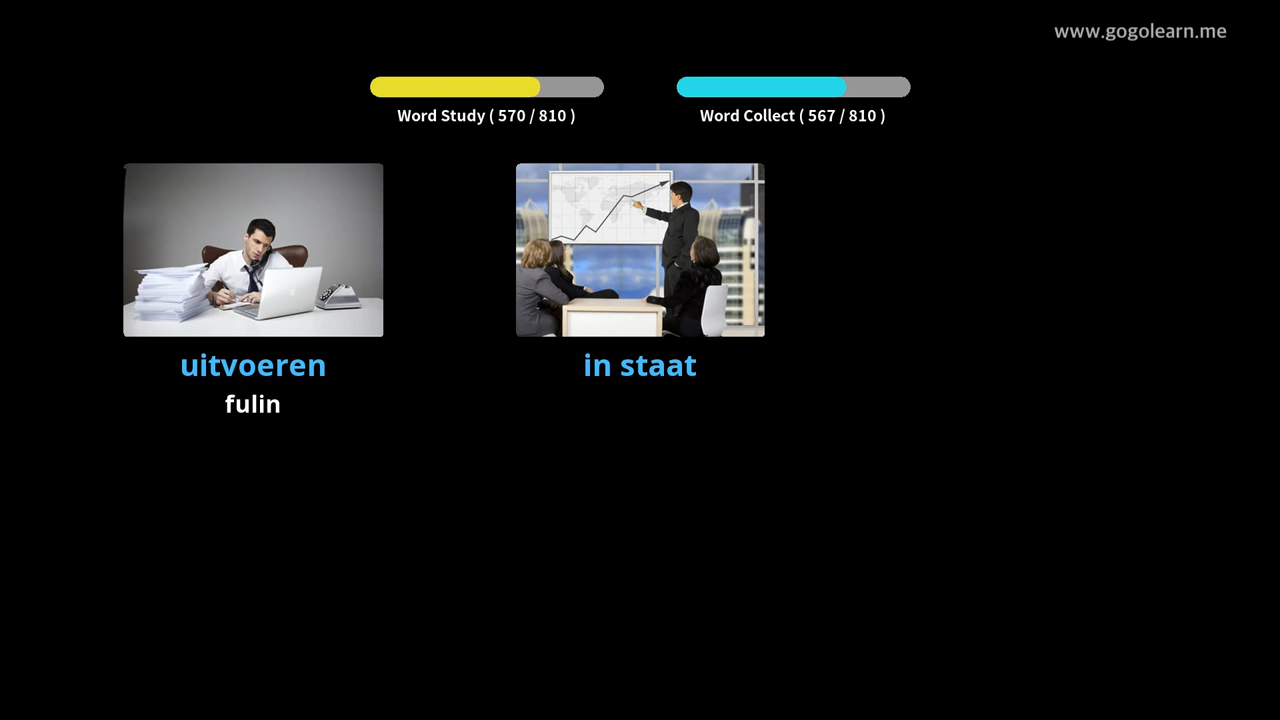 www.gogolearn.me
Word Study ( 570 / 810 )
Word Collect ( 567 / 810 )
uitvoeren
in staat
fulin